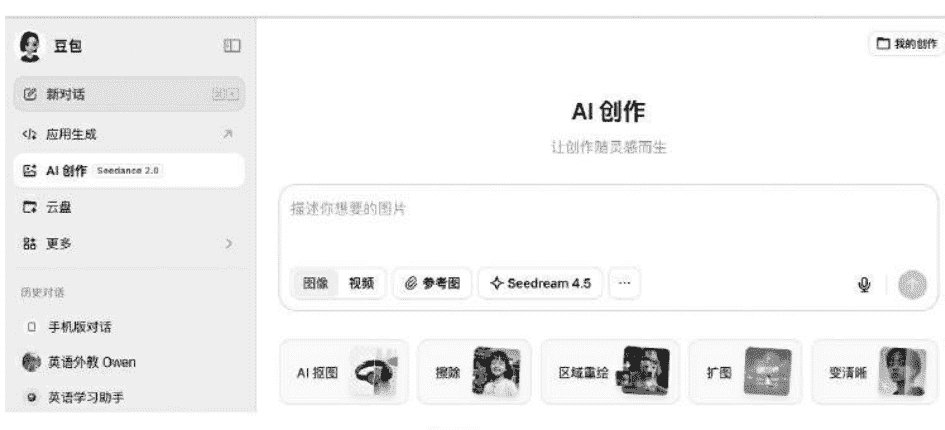 豆包
新对话
应用生成
AI 创作 Seedance 2.0
云盘
更多
历史对话
手机版对话
英语外教 Owen
英语学习助手
我的创作
AI 创作
让创作随灵感而生
描述你想要的图片
图像 视频 参考图 Seedream 4.5 ···
AI 抠图 擦除 区域重绘 扩图 变清晰